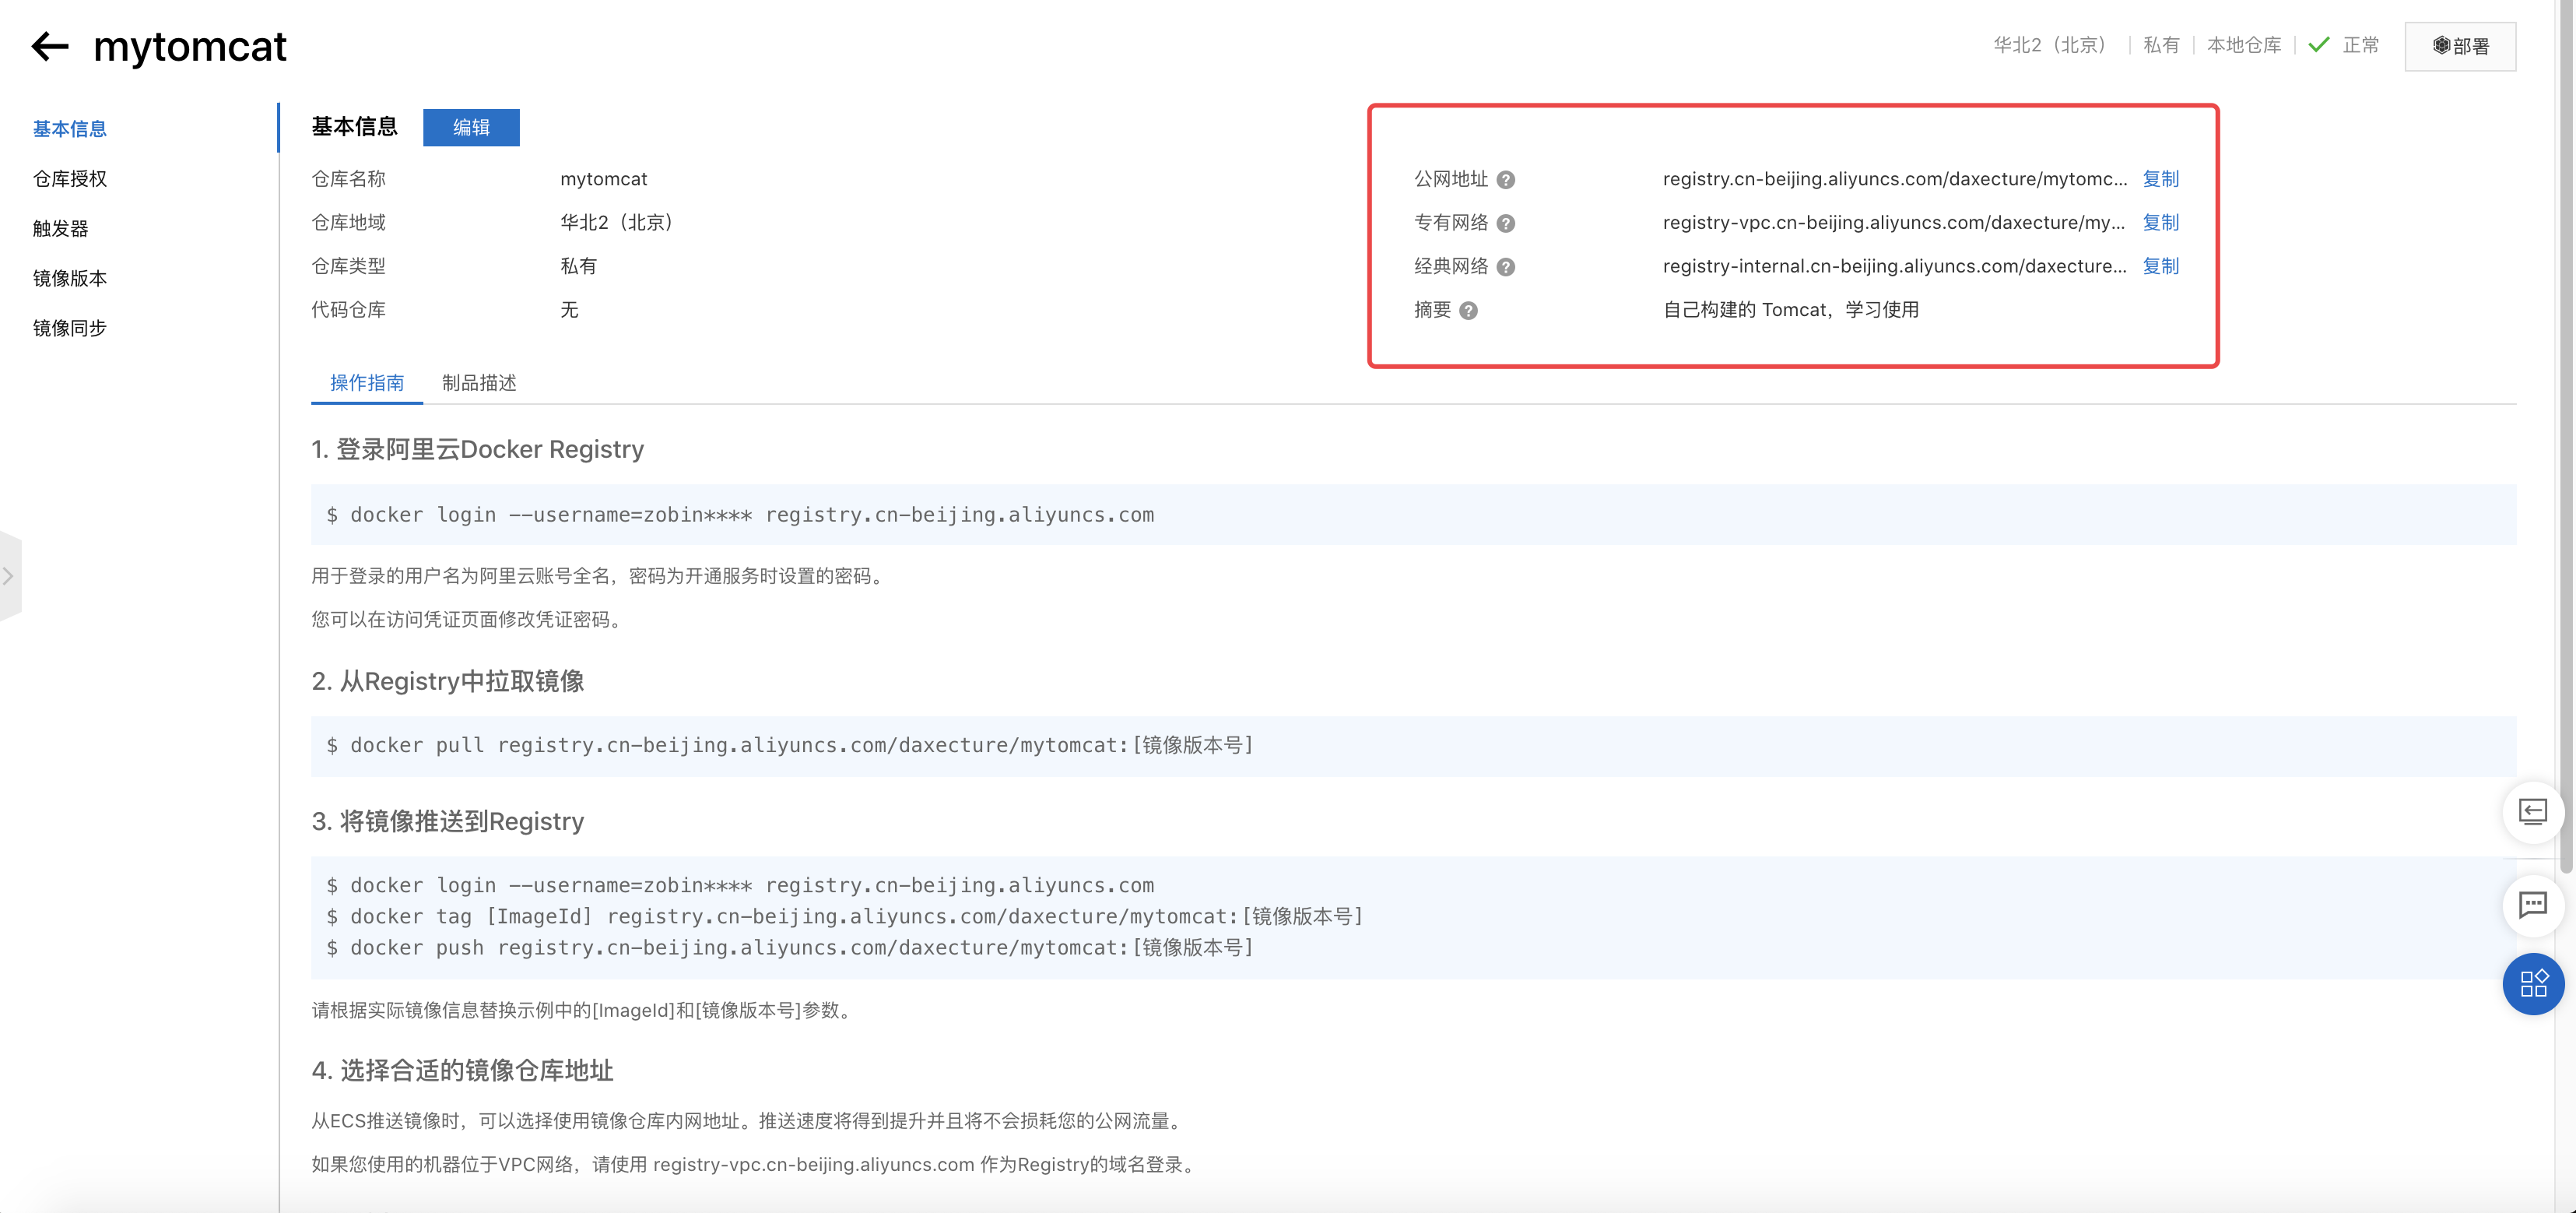 mytomcat
华北2（北京） 私有 本地仓库 正常 部署
基本信息
仓库授权
触发器
镜像版本
镜像同步
基本信息 编辑
仓库名称 mytomcat
仓库地域 华北2（北京）
仓库类型 私有
代码仓库 无
公网地址 registry.cn-beijing.aliyuncs.com/daxecture/mytomc... 复制
专有网络 registry-vpc.cn-beijing.aliyuncs.com/daxecture/my... 复制
经典网络 registry-internal.cn-beijing.aliyuncs.com/daxecture... 复制
摘要 自己构建的 Tomcat，学习使用
操作指南 制品描述
1. 登录阿里云Docker Registry
$ docker login --username=zobin**** registry.cn-beijing.aliyuncs.com
用于登录的用户名为阿里云账号全名，密码为开通服务时设置的密码。
您可以在访问凭证页面修改凭证密码。
2. 从Registry中拉取镜像
$ docker pull registry.cn-beijing.aliyuncs.com/daxecture/mytomcat:[镜像版本号]
3. 将镜像推送到Registry
$ docker login --username=zobin**** registry.cn-beijing.aliyuncs.com
$ docker tag [ImageId] registry.cn-beijing.aliyuncs.com/daxecture/mytomcat:[镜像版本号]
$ docker push registry.cn-beijing.aliyuncs.com/daxecture/mytomcat:[镜像版本号]
请根据实际镜像信息替换示例中的[ImageId]和[镜像版本号]参数。
4. 选择合适的镜像仓库地址
从ECS推送镜像时，可以选择使用镜像仓库内网地址。推送速度将得到提升并且将不会损耗您的公网流量。
如果您使用的机器位于VPC网络，请使用 registry-vpc.cn-beijing.aliyuncs.com 作为Registry的域名登录。